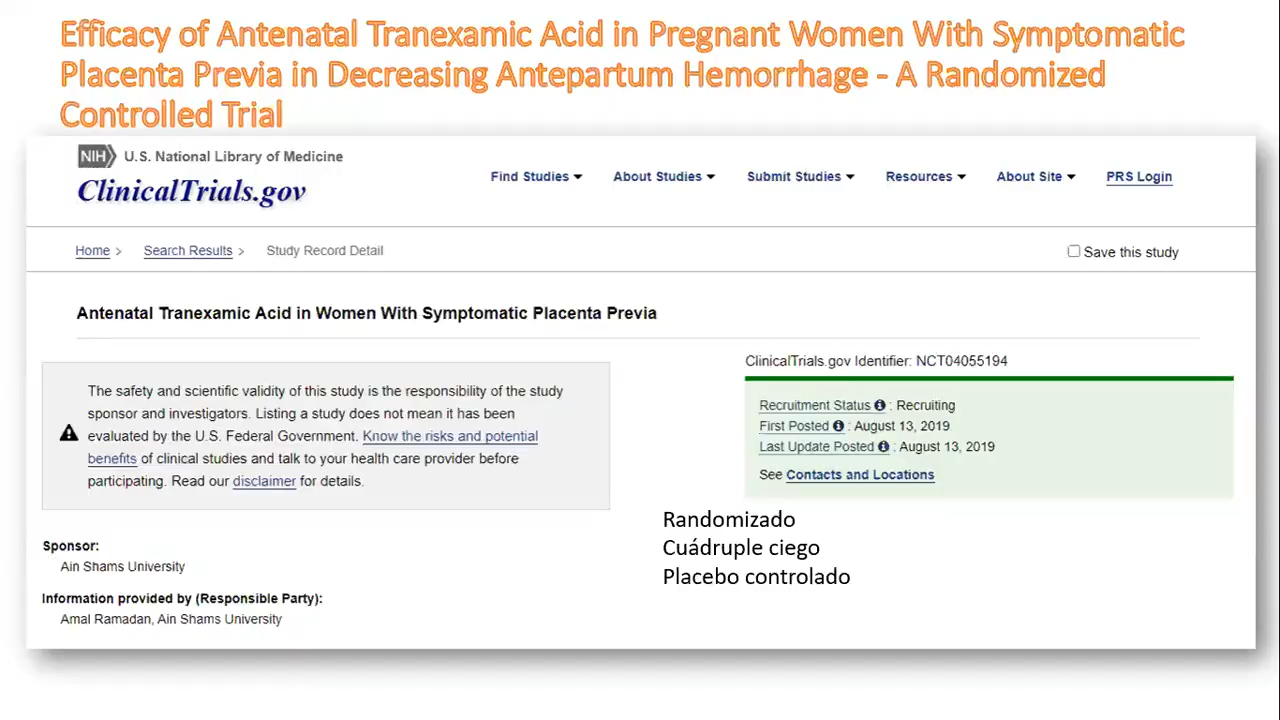 Efficacy of Antenatal Tranexamic Acid in Pregnant Women With Symptomatic
Placenta Previa in Decreasing Antepartum Hemorrhage - A Randomized
Controlled Trial
NIH U.S. National Library of Medicine
ClinicalTrials.gov
Find Studies About Studies Submit Studies Resources About Site PRS Login
Home > Search Results > Study Record Detail
Save this study
Antenatal Tranexamic Acid in Women With Symptomatic Placenta Previa
The safety and scientific validity of this study is the responsibility of the study
sponsor and investigators. Listing a study does not mean it has been
evaluated by the U.S. Federal Government. Know the risks and potential
benefits of clinical studies and talk to your health care provider before
participating. Read our disclaimer for details.
ClinicalTrials.gov Identifier: NCT04055194
Recruitment Status : Recruiting
First Posted : August 13, 2019
Last Update Posted : August 13, 2019
See Contacts and Locations
Randomizado
Cuádruple ciego
Placebo controlado
Sponsor:
Ain Shams University
Information provided by (Responsible Party):
Amal Ramadan, Ain Shams University